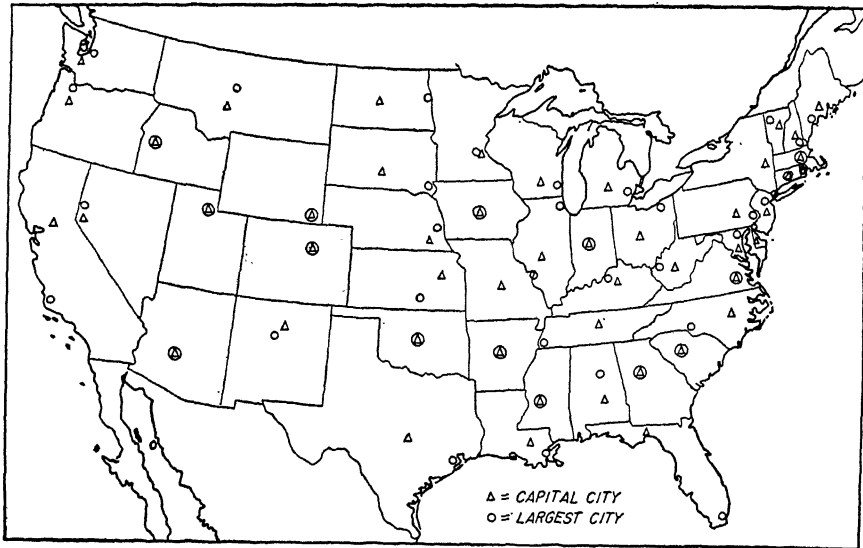 △ = CAPITAL CITY
○ = LARGEST CITY